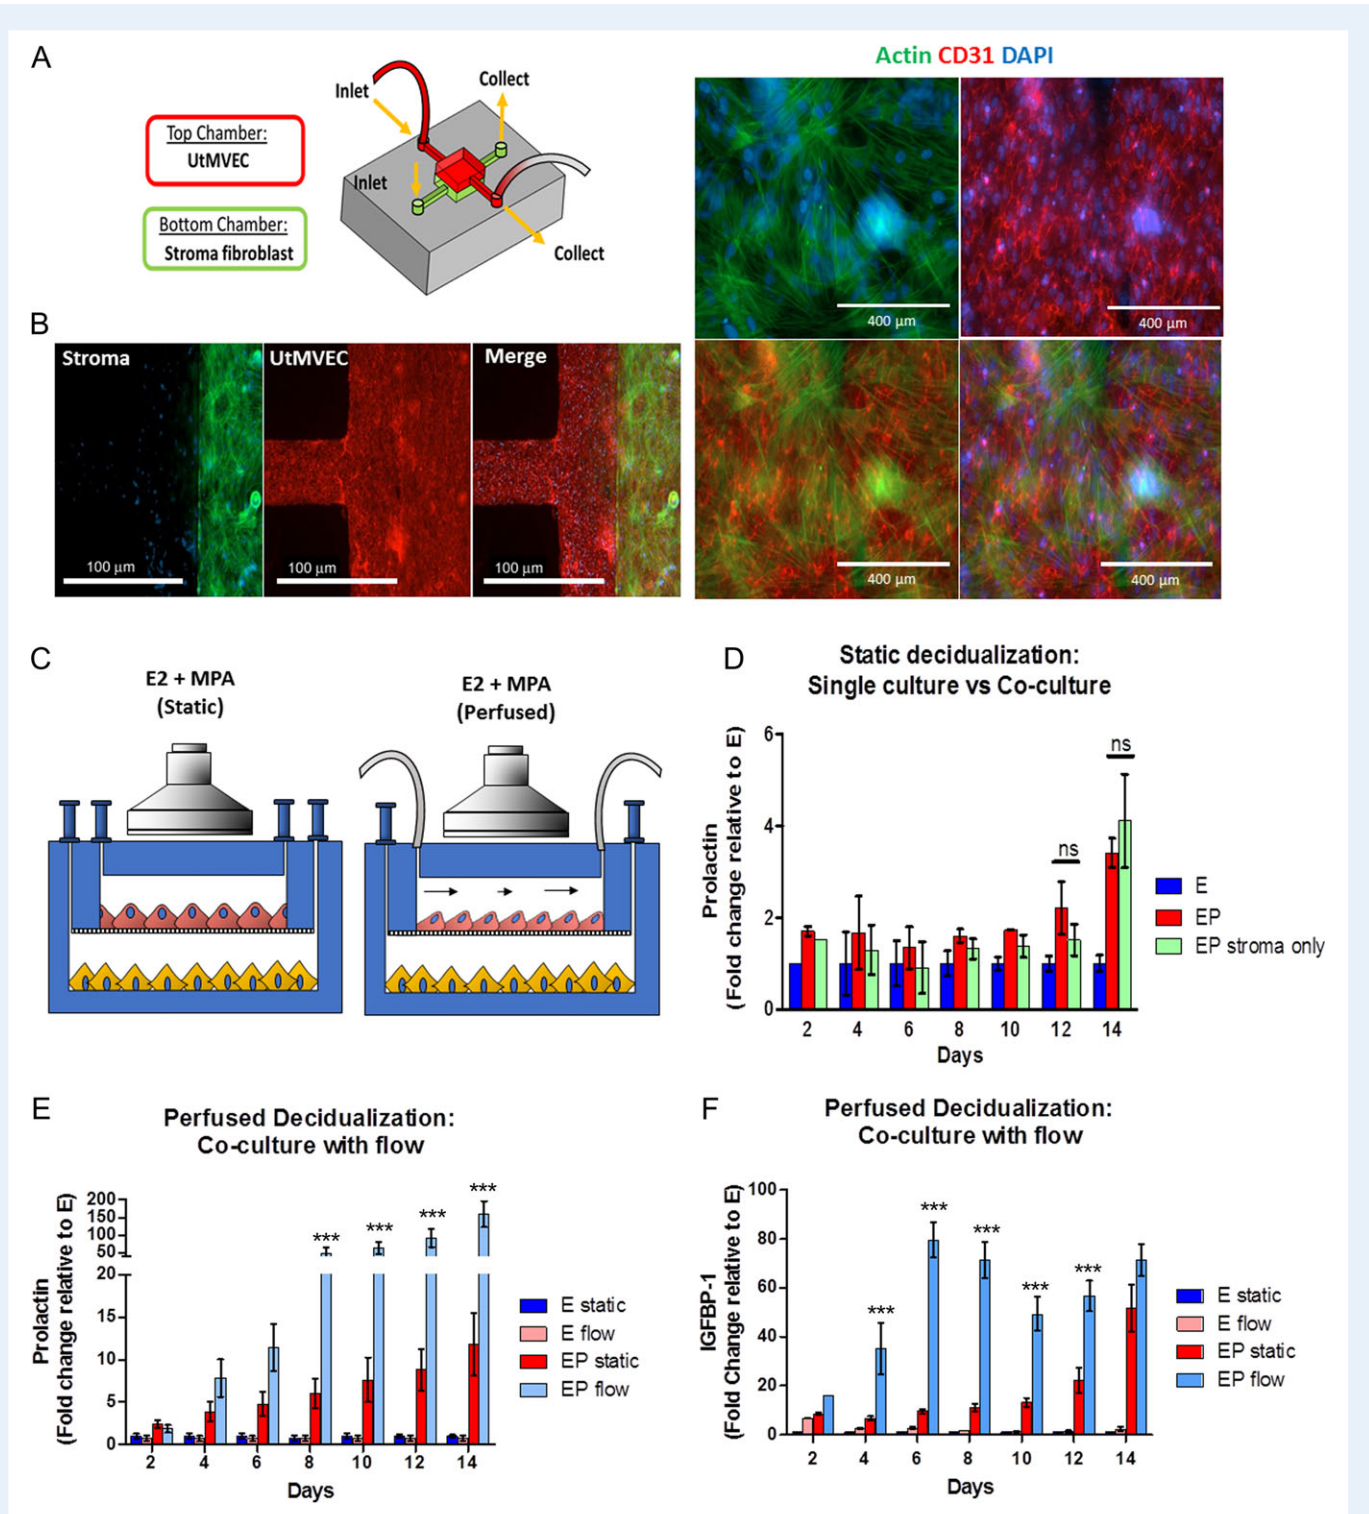 A
Inlet
Collect
Top Chamber:
UtMVEC
Inlet
Bottom Chamber:
Stroma fibroblast
Collect
Actin CD31 DAPI
400 µm
400 µm
400 µm
400 µm
B
Stroma
UtMVEC
Merge
100 µm
100 µm
100 µm
C
E2 + MPA
(Static)
E2 + MPA
(Perfused)
D
Static decidualization:
Single culture vs Co-culture
Prolactin
(Fold change relative to E)
6
4
2
0
ns
ns
2 4 6 8 10 12 14
Days
E
EP
EP stroma only
E
Perfused Decidualization:
Co-culture with flow
Prolactin
(Fold change relative to E)
200
150
100
50
20
15
10
5
0
***
***
***
***
2 4 6 8 10 12 14
Days
E static
E flow
EP static
EP flow
F
Perfused Decidualization:
Co-culture with flow
IGFBP-1
(Fold Change relative to E)
100
80
60
40
20
0
***
***
***
***
***
2 4 6 8 10 12 14
Days
E static
E flow
EP static
EP flow